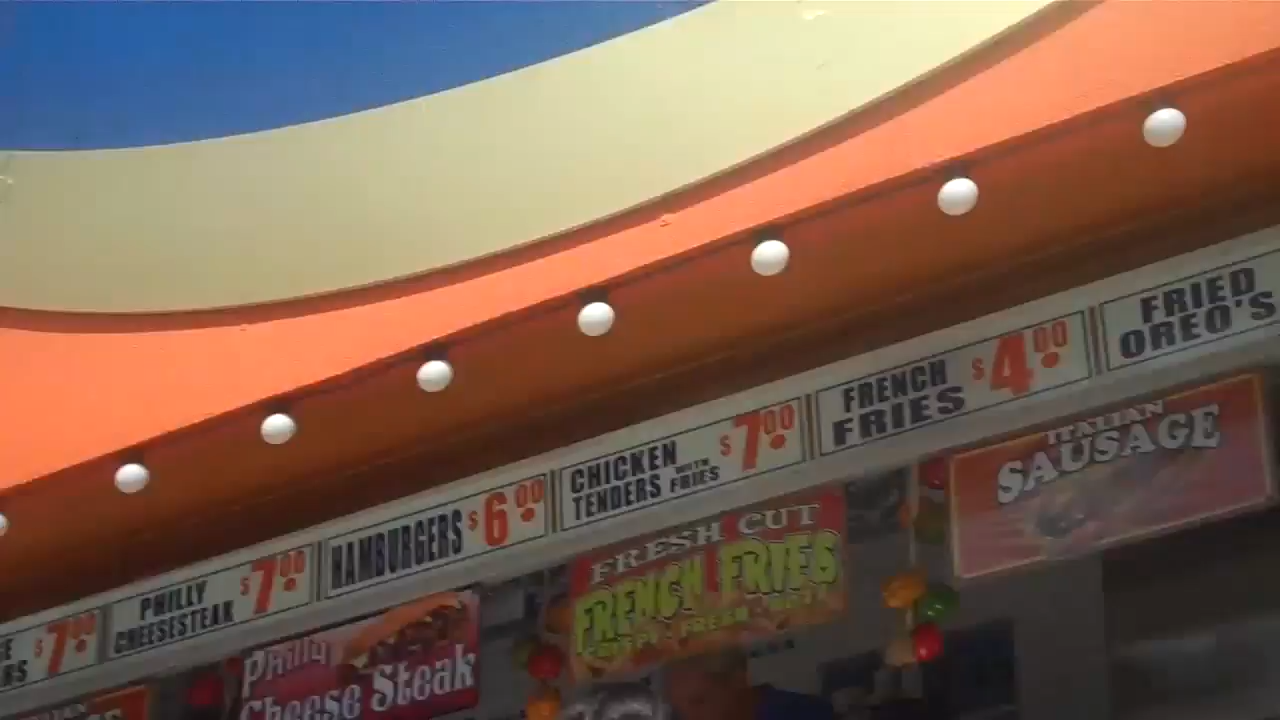 $7.00
PHILLY
CHEESESTEAK
$7.00
HAMBURGERS $6.00
CHICKEN
TENDERS WITH FRIES
$7.00
FRENCH
FRIES
$4.00
FRIED
OREO'S
Philly
Cheese Steak
FRESH CUT
FRENCH FRIES
ITALIAN
SAUSAGE